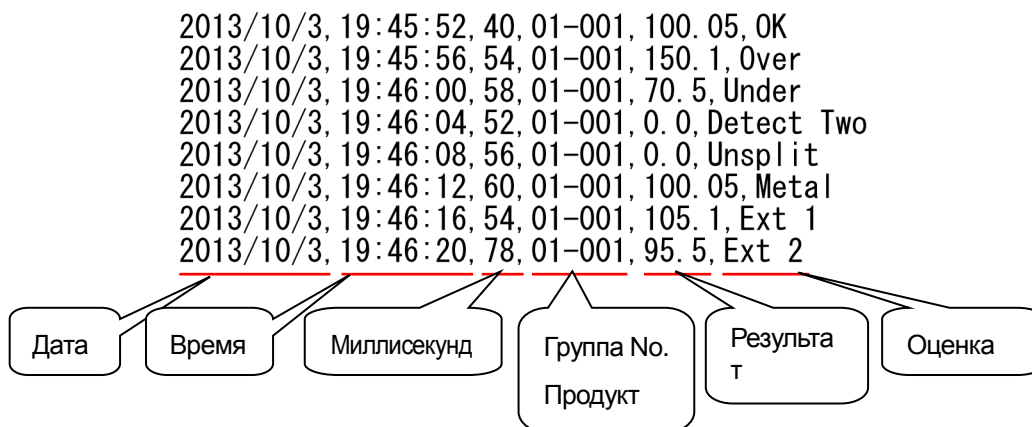 2013/10/3,19:45:52,40,01-001,100.05,OK
2013/10/3,19:45:56,54,01-001,150.1,Over
2013/10/3,19:46:00,58,01-001,70.5,Under
2013/10/3,19:46:04,52,01-001,0.0,Detect Two
2013/10/3,19:46:08,56,01-001,0.0,Unsplit
2013/10/3,19:46:12,60,01-001,100.05,Metal
2013/10/3,19:46:16,54,01-001,105.1,Ext 1
2013/10/3,19:46:20,78,01-001,95.5,Ext 2
Дата
Время
Миллисекунд
Группа No.
Продукт
Результа
т
Оценка